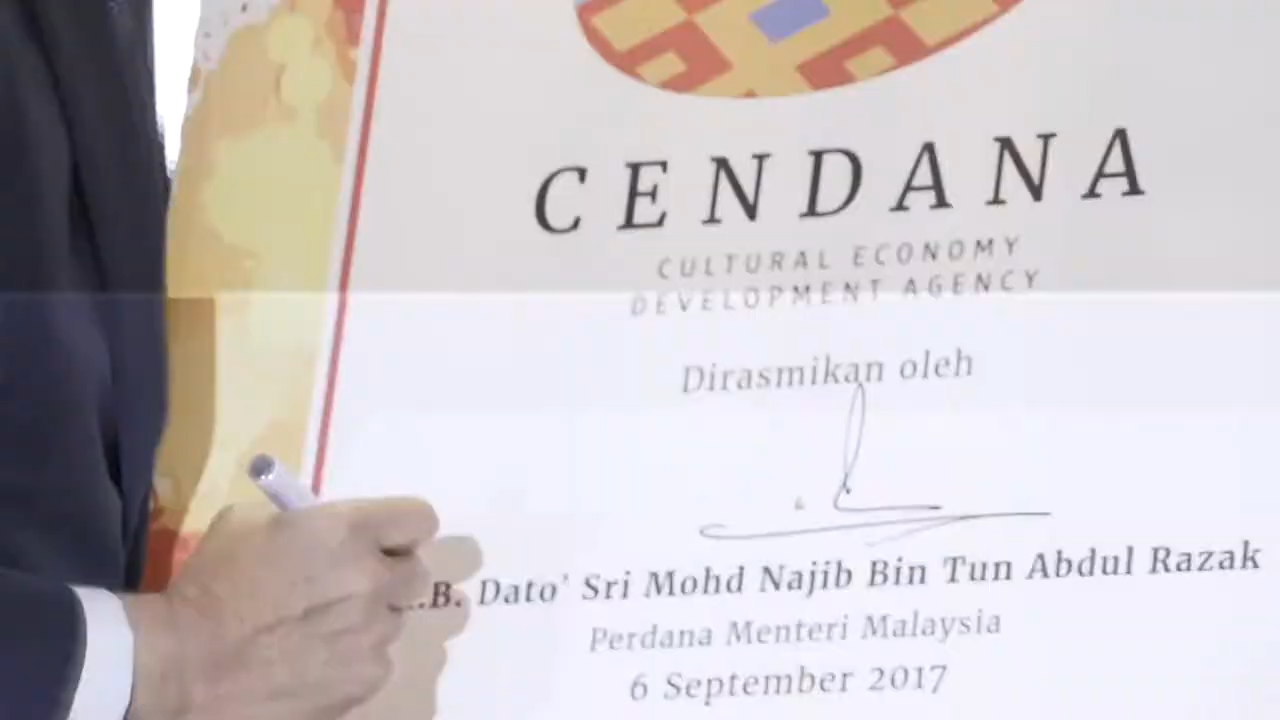 CENDANA
CULTURAL ECONOMY
DEVELOPMENT AGENCY
Dirasmikan oleh
.B. Dato' Sri Mohd Najib Bin Tun Abdul Razak
Perdana Menteri Malaysia
6 September 2017